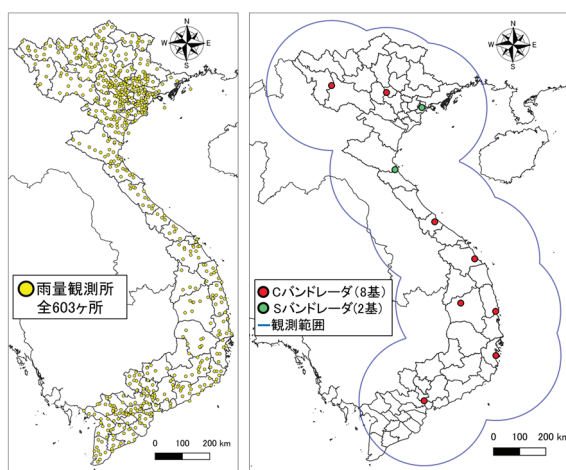 N
W E
S
雨量観測所
全603ヶ所
0 100 200 km
N
W E
S
Cバンドレーダ(8基)
Sバンドレーダ(2基)
観測範囲
0 100 200 km